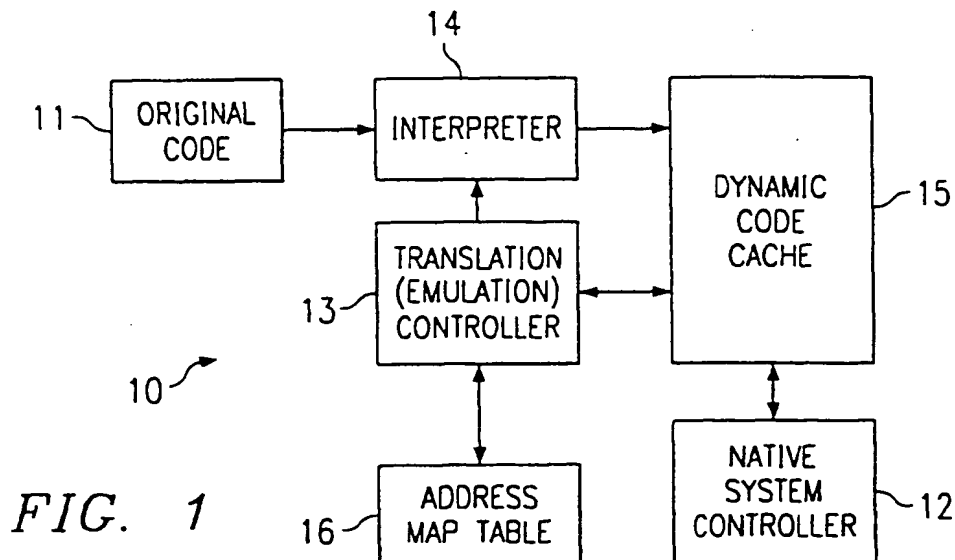 14
11
ORIGINAL
CODE
INTERPRETER
DYNAMIC
CODE
CACHE
15
TRANSLATION
(EMULATION)
CONTROLLER
13
10
FIG. 1
ADDRESS
MAP TABLE
16
NATIVE
SYSTEM
CONTROLLER
12